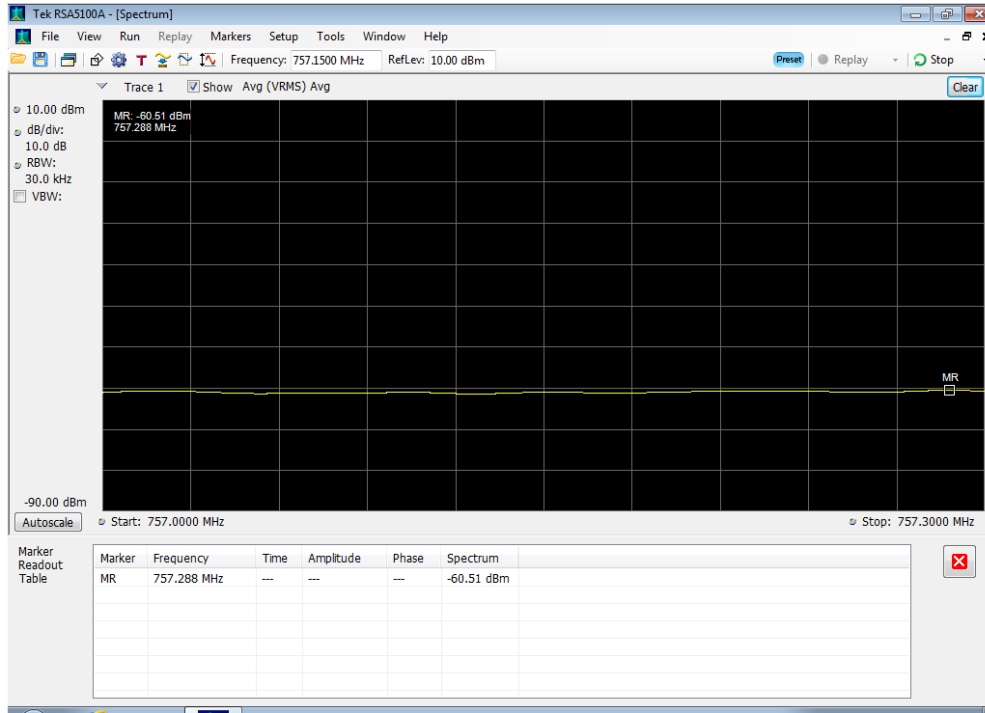 Tek RSA5100A - [Spectrum]
File View Run Replay Markers Setup Tools Window Help
T Frequency: 757.1500 MHz RefLev: 10.00 dBm Preset Replay Stop
Trace 1 Show Avg (VRMS) Avg Clear
10.00 dBm
dB/div:
10.0 dB
RBW:
30.0 kHz
VBW:
MR: -60.51 dBm
757.288 MHz
MR
-90.00 dBm
Autoscale Start: 757.0000 MHz Stop: 757.3000 MHz
Marker
Readout
Table
Marker Frequency Time Amplitude Phase Spectrum
MR 757.288 MHz --- --- --- -60.51 dBm